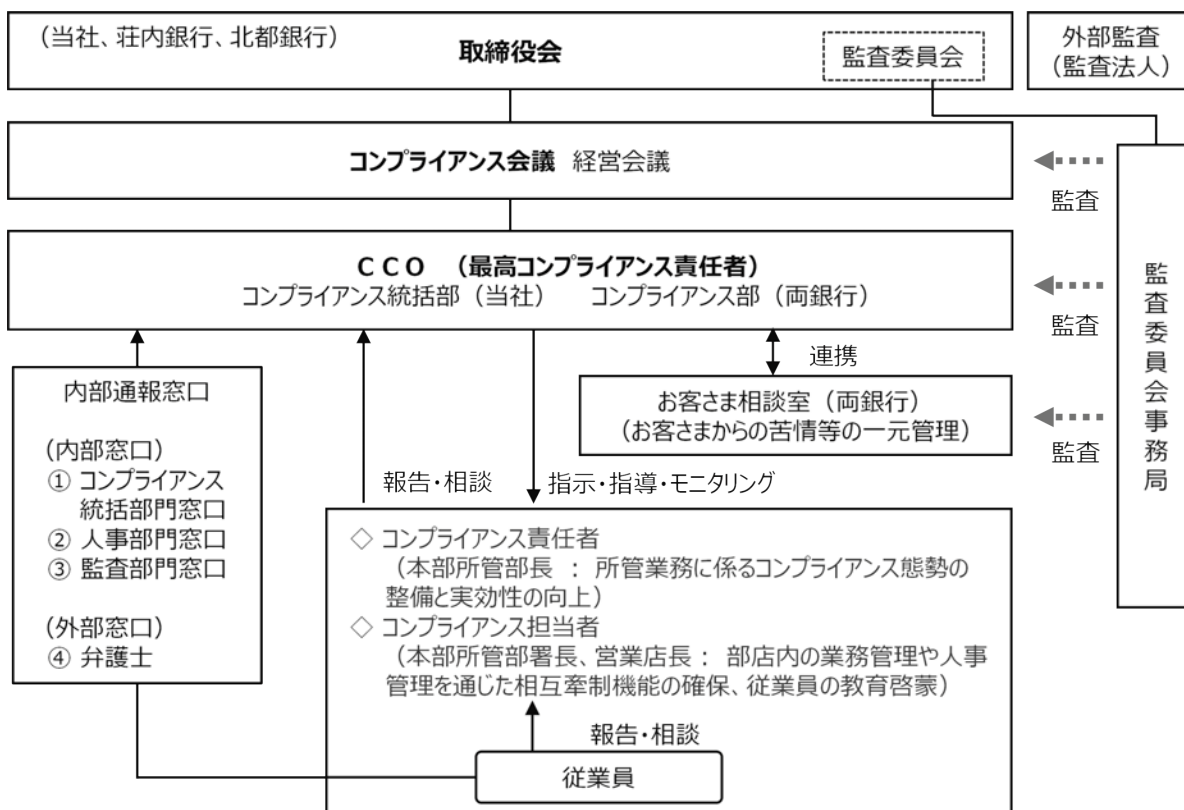 (当社、荘内銀行、北都銀行)
取締役会
監査委員会
外部監査
(監査法人)
コンプライアンス会議 経営会議
監査
CCO (最高コンプライアンス責任者)
コンプライアンス統括部(当社) コンプライアンス部(両銀行)
監査
監査委員会事務局
連携
お客さま相談室(両銀行)
(お客さまからの苦情等の一元管理)
監査
内部通報窓口
(内部窓口)
① コンプライアンス
統括部門窓口
② 人事部門窓口
③ 監査部門窓口
(外部窓口)
④ 弁護士
報告・相談
指示・指導・モニタリング
◇ コンプライアンス責任者
(本部所管部長 : 所管業務に係るコンプライアンス態勢の
整備と実効性の向上)
◇ コンプライアンス担当者
(本部所管部署長、営業店長: 部店内の業務管理や人事
管理を通じた相互牽制機能の確保、従業員の教育啓蒙)
報告・相談
従業員